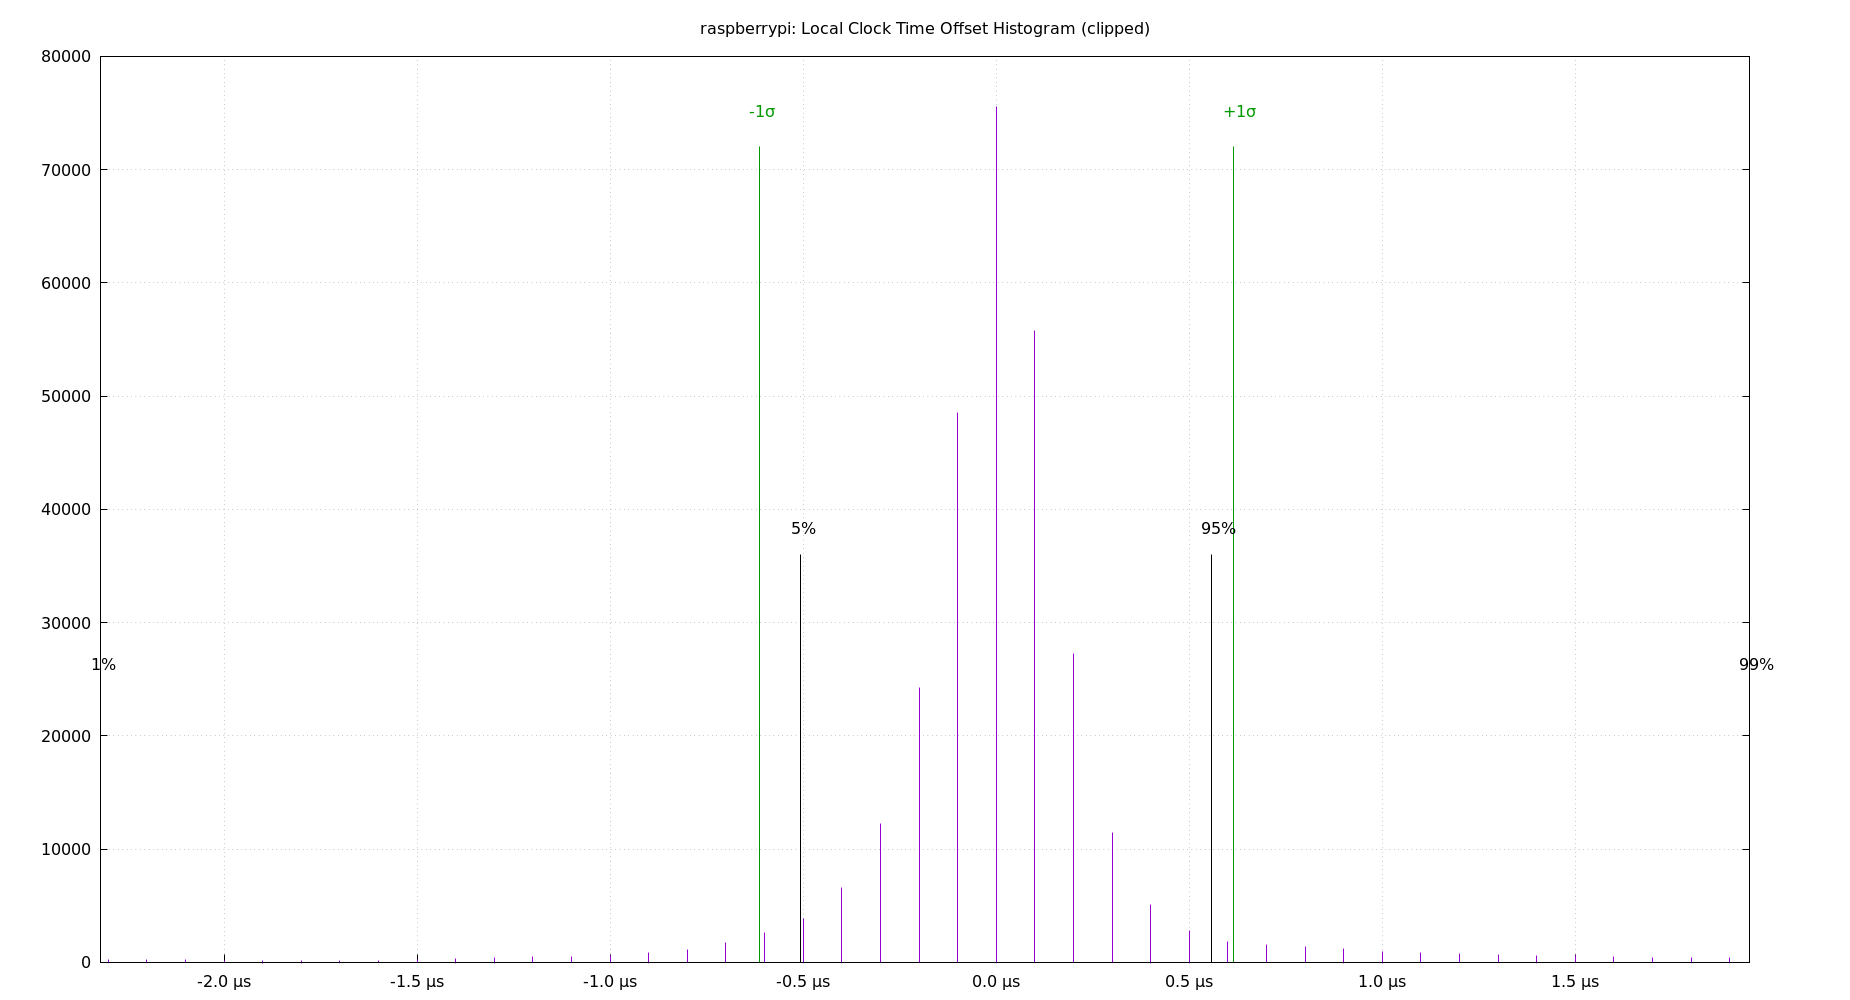 raspberrypi: Local Clock Time Offset Histogram (clipped)
80000
-1σ
+1σ
70000
60000
50000
40000
5%
95%
30000
1%
99%
20000
10000
0
-2.0 µs
-1.5 µs
-1.0 µs
-0.5 µs
0.0 µs
0.5 µs
1.0 µs
1.5 µs